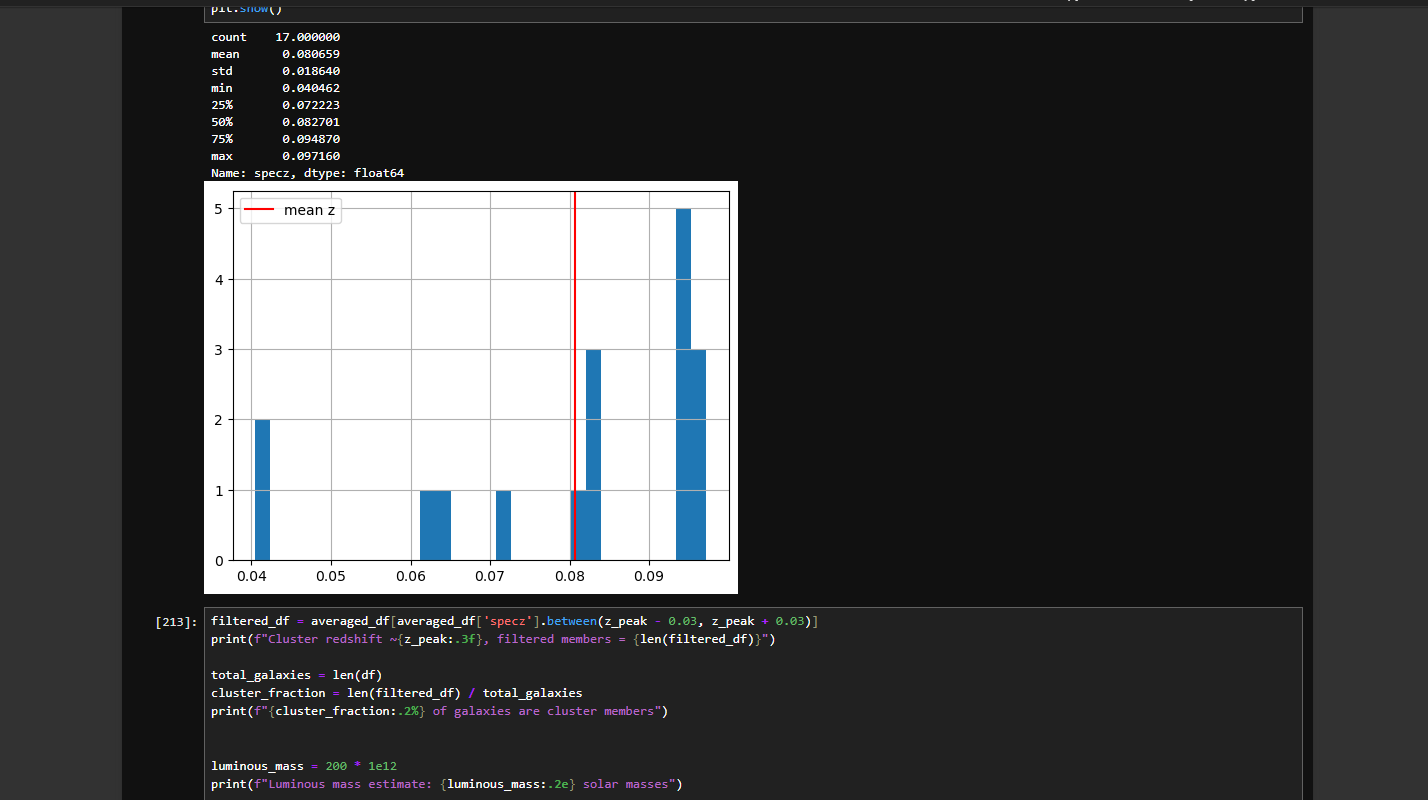 plt.show()
count 17.000000
mean 0.080659
std 0.018640
min 0.040462
25% 0.072223
50% 0.082701
75% 0.094870
max 0.097160
Name: specz, dtype: float64
mean z
5
4
3
2
1
0
0.04 0.05 0.06 0.07 0.08 0.09
[213]: filtered_df = averaged_df[averaged_df['specz'].between(z_peak - 0.03, z_peak + 0.03)]
print(f"Cluster redshift ~{z_peak:.3f}, filtered members = {len(filtered_df)}")
total_galaxies = len(df)
cluster_fraction = len(filtered_df) / total_galaxies
print(f"{cluster_fraction:.2%} of galaxies are cluster members")
luminous_mass = 200 * 1e12
print(f"Luminous mass estimate: {luminous_mass:.2e} solar masses")